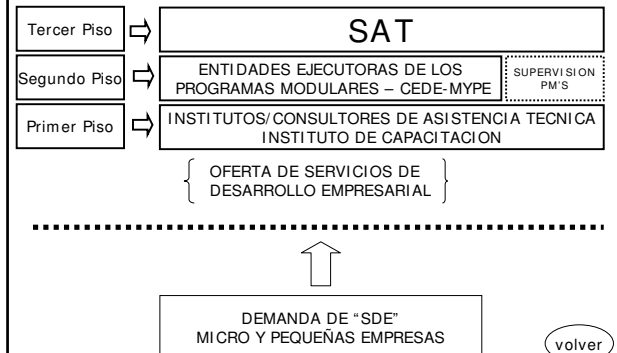 Tercer Piso
SAT
Segundo Piso
ENTIDADES EJECUTORAS DE LOS
PROGRAMAS MODULARES – CEDE-MYPE
SUPERVISION
PM'S
Primer Piso
INSTITUTOS/CONSULTORES DE ASISTENCIA TECNICA
INSTITUTO DE CAPACITACION
OFERTA DE SERVICIOS DE
DESARROLLO EMPRESARIAL
DEMANDA DE “SDE”
MICRO Y PEQUEÑAS EMPRESAS
volver